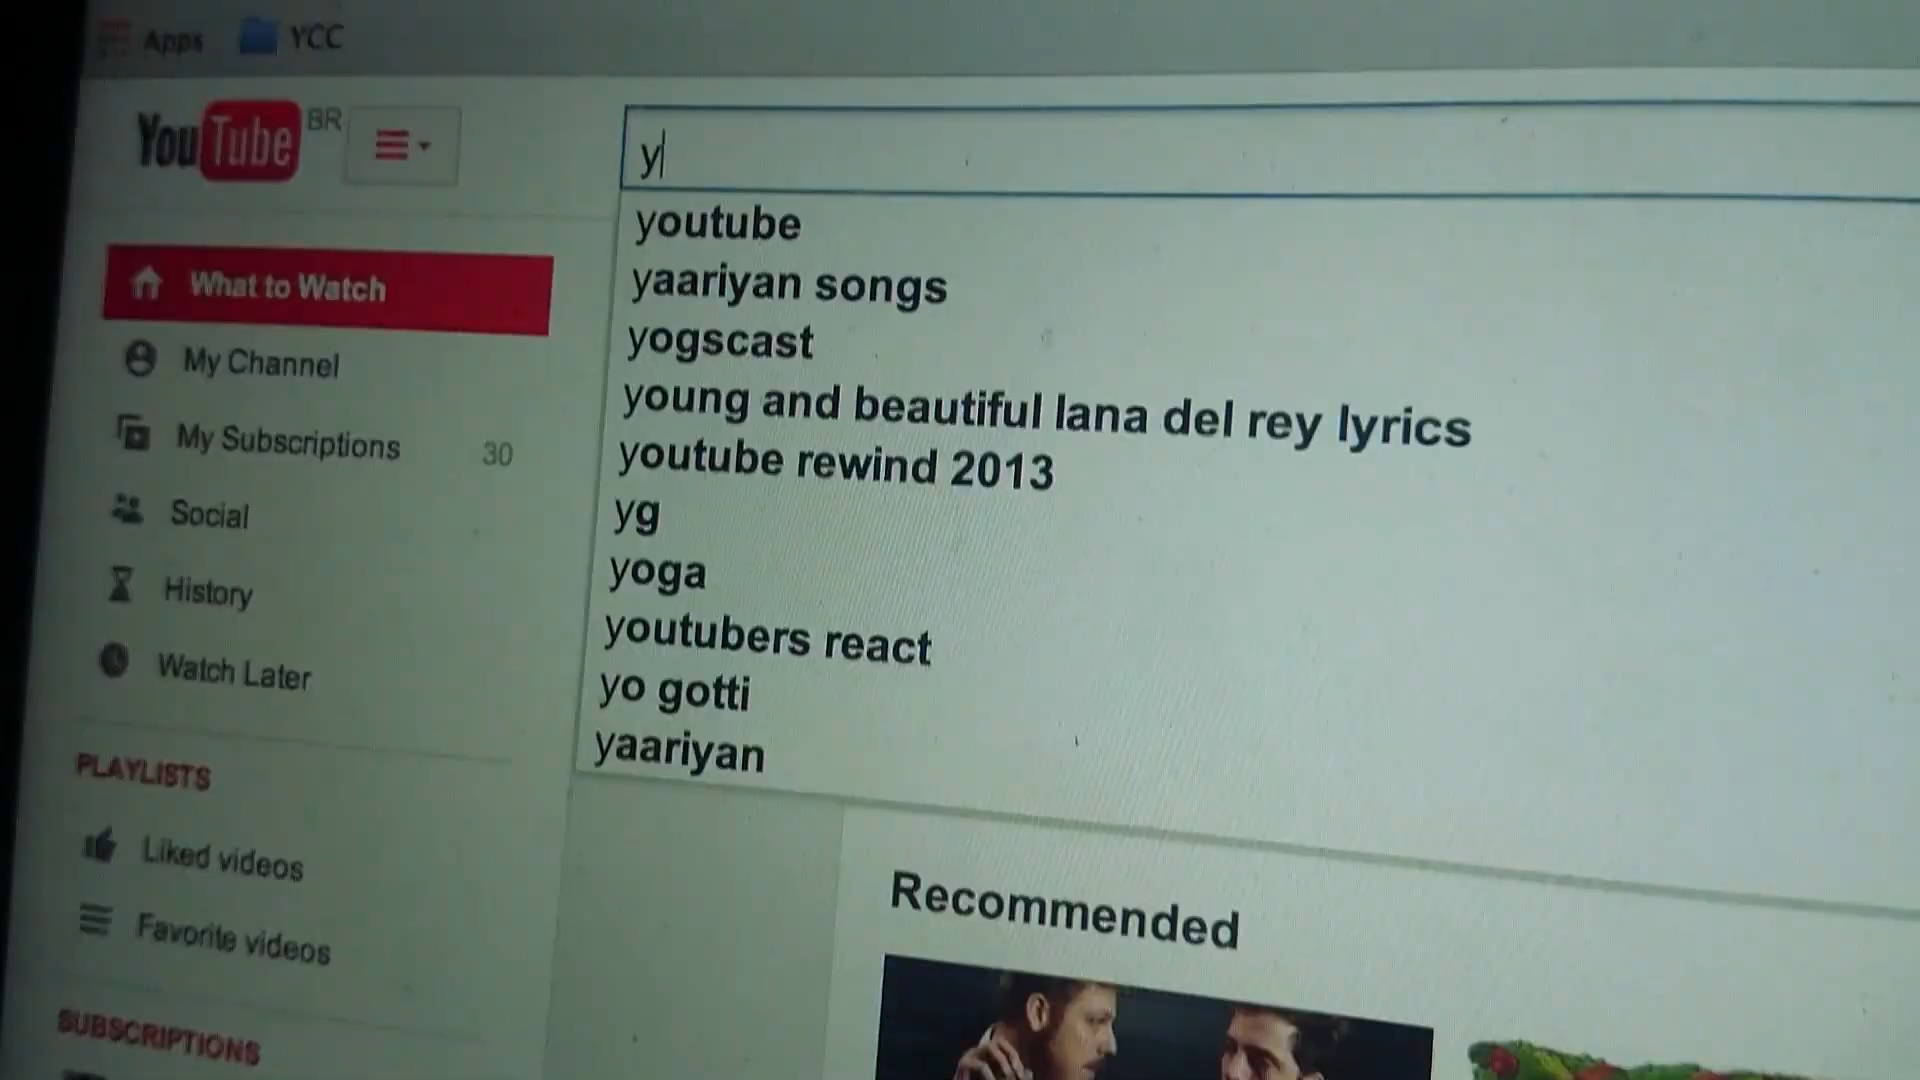 Apps YCC
YouTube BR
y
youtube
yaariyan songs
yogscast
young and beautiful lana del rey lyrics
youtube rewind 2013
yg
yoga
youtubers react
yo gotti
yaariyan
What to Watch
My Channel
My Subscriptions 30
Social
History
Watch Later
PLAYLISTS
Liked videos
Favorite videos
SUBSCRIPTIONS
Recommended